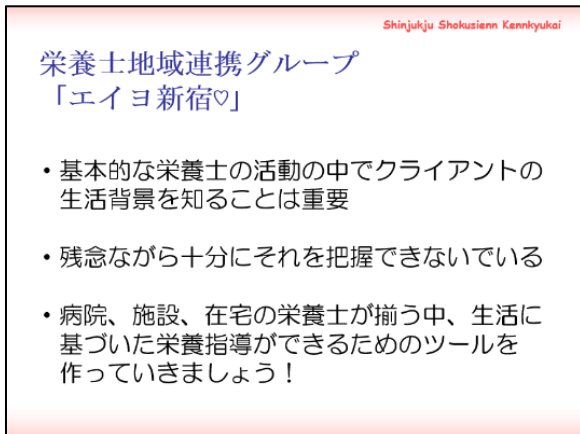 Shinjukju Shokusienn Kennkyukai
栄養士地域連携グループ
「エイヨ新宿♡」
・基本的な栄養士の活動の中でクライアントの
生活背景を知ることは重要
・残念ながら十分にそれを把握できないでいる
・病院、施設、在宅の栄養士が揃う中、生活に
基づいた栄養指導ができるためのツールを
作っていきましょう！